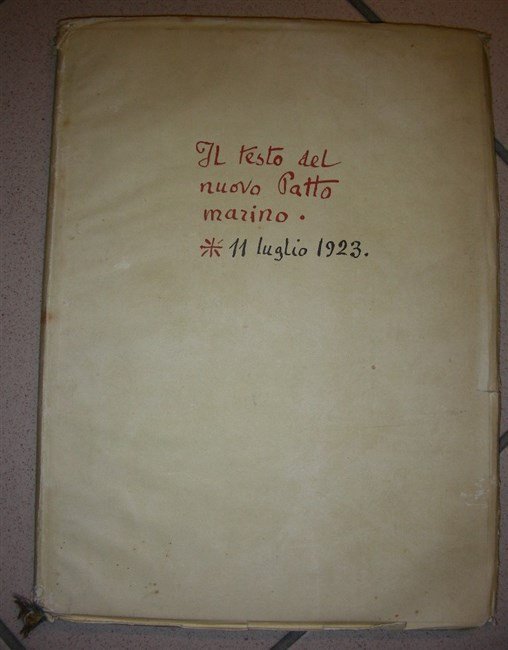 Il testo del
nuovo Patto
marino.
* 11 luglio 1923.